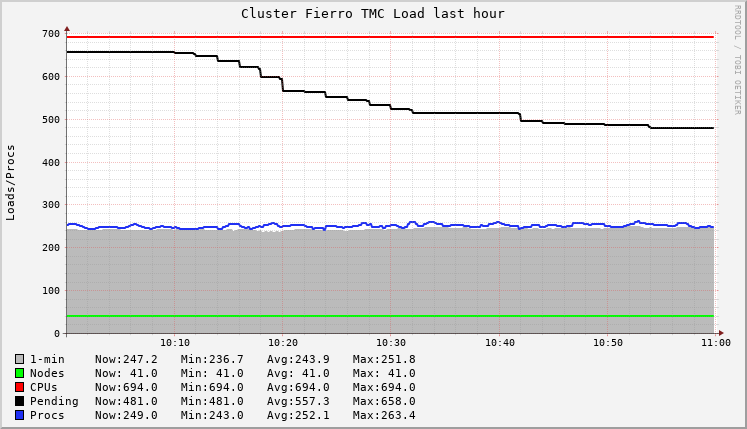 Cluster Fierro TMC Load last hour
RRDTOOL / TOBI OETIKER
Loads/Procs
700
600
500
400
300
200
100
0
10:10 10:20 10:30 10:40 10:50 11:00
1-min Now:247.2 Min:236.7 Avg:243.9 Max:251.8
Nodes Now: 41.0 Min: 41.0 Avg: 41.0 Max: 41.0
CPUs Now:694.0 Min:694.0 Avg:694.0 Max:694.0
Pending Now:481.0 Min:481.0 Avg:557.3 Max:658.0
Procs Now:249.0 Min:243.0 Avg:252.1 Max:263.4